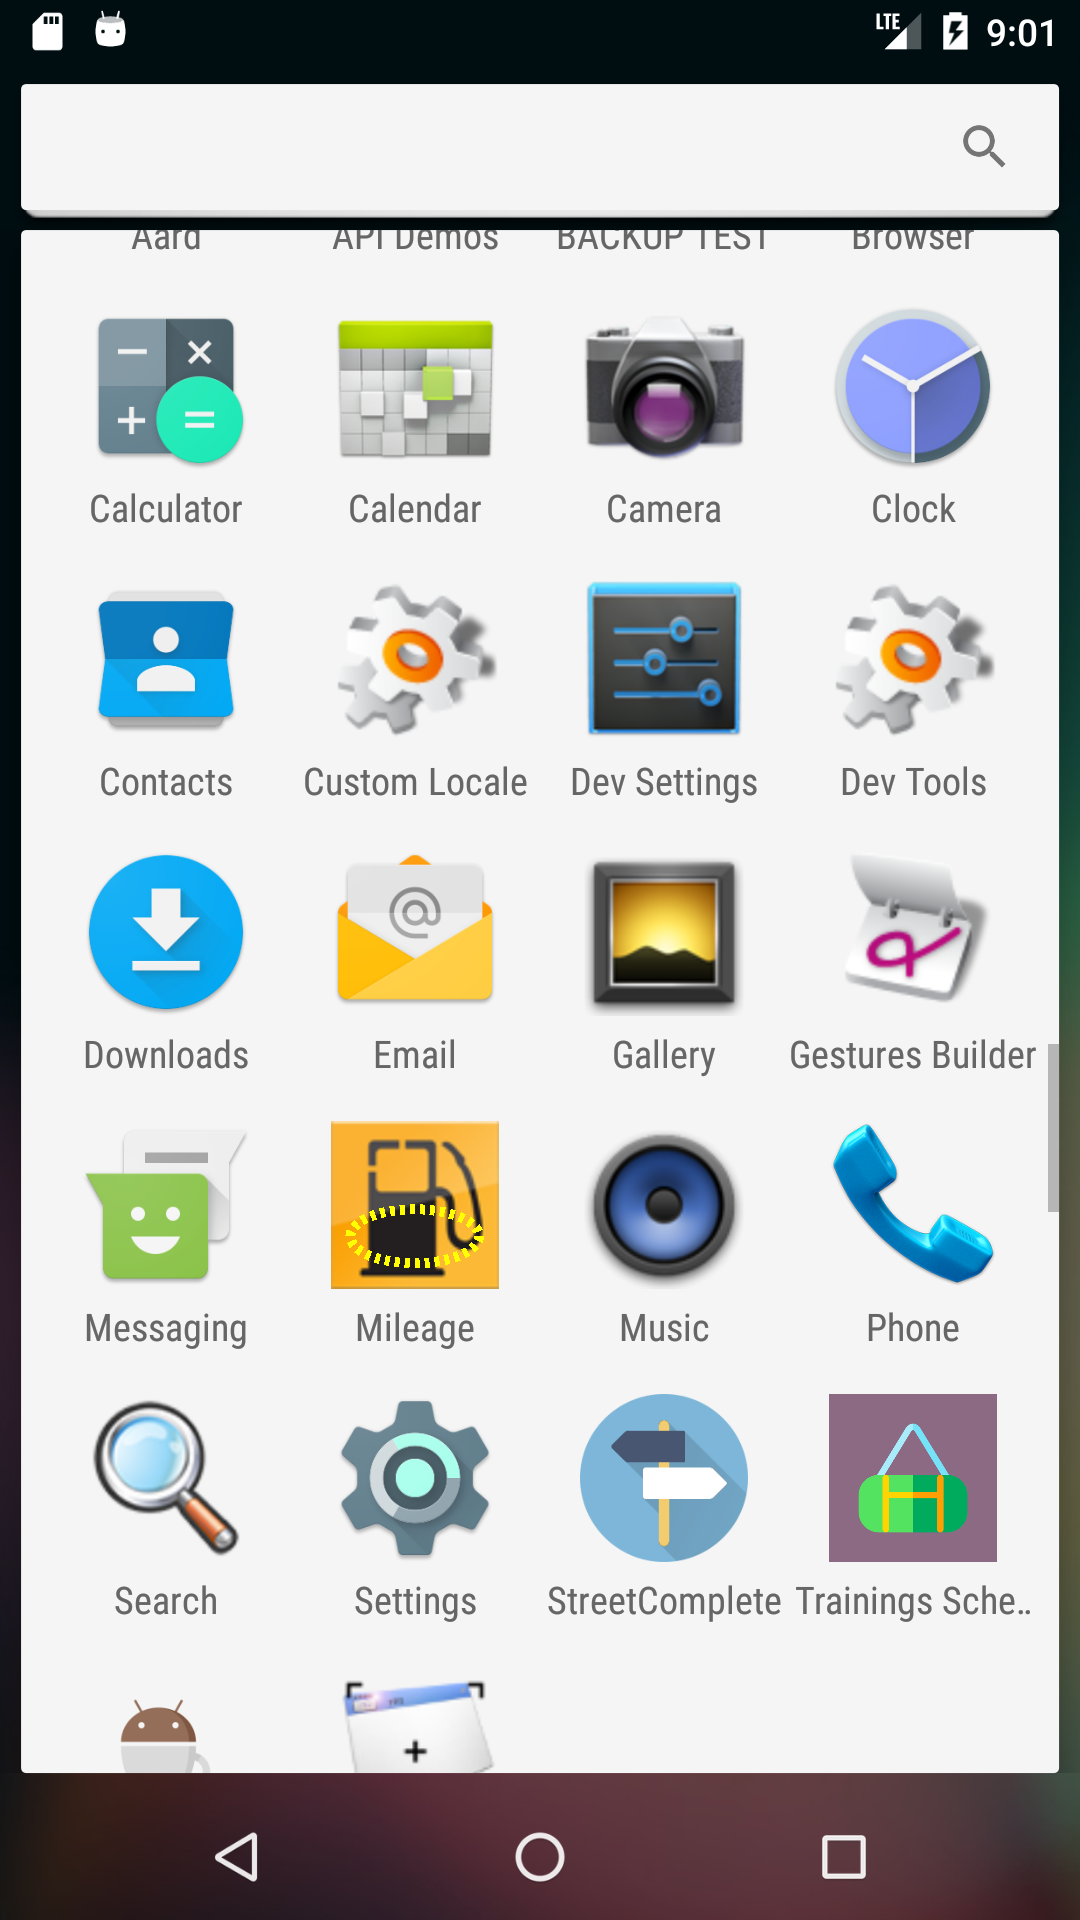 LTE 9:01
Aard API Demos BACKUP TEST Browser
Calculator Calendar Camera Clock
Contacts Custom Locale Dev Settings Dev Tools
@
Downloads Email Gallery Gestures Builder
Messaging Mileage Music Phone
Search Settings StreetComplete Trainings Sche..